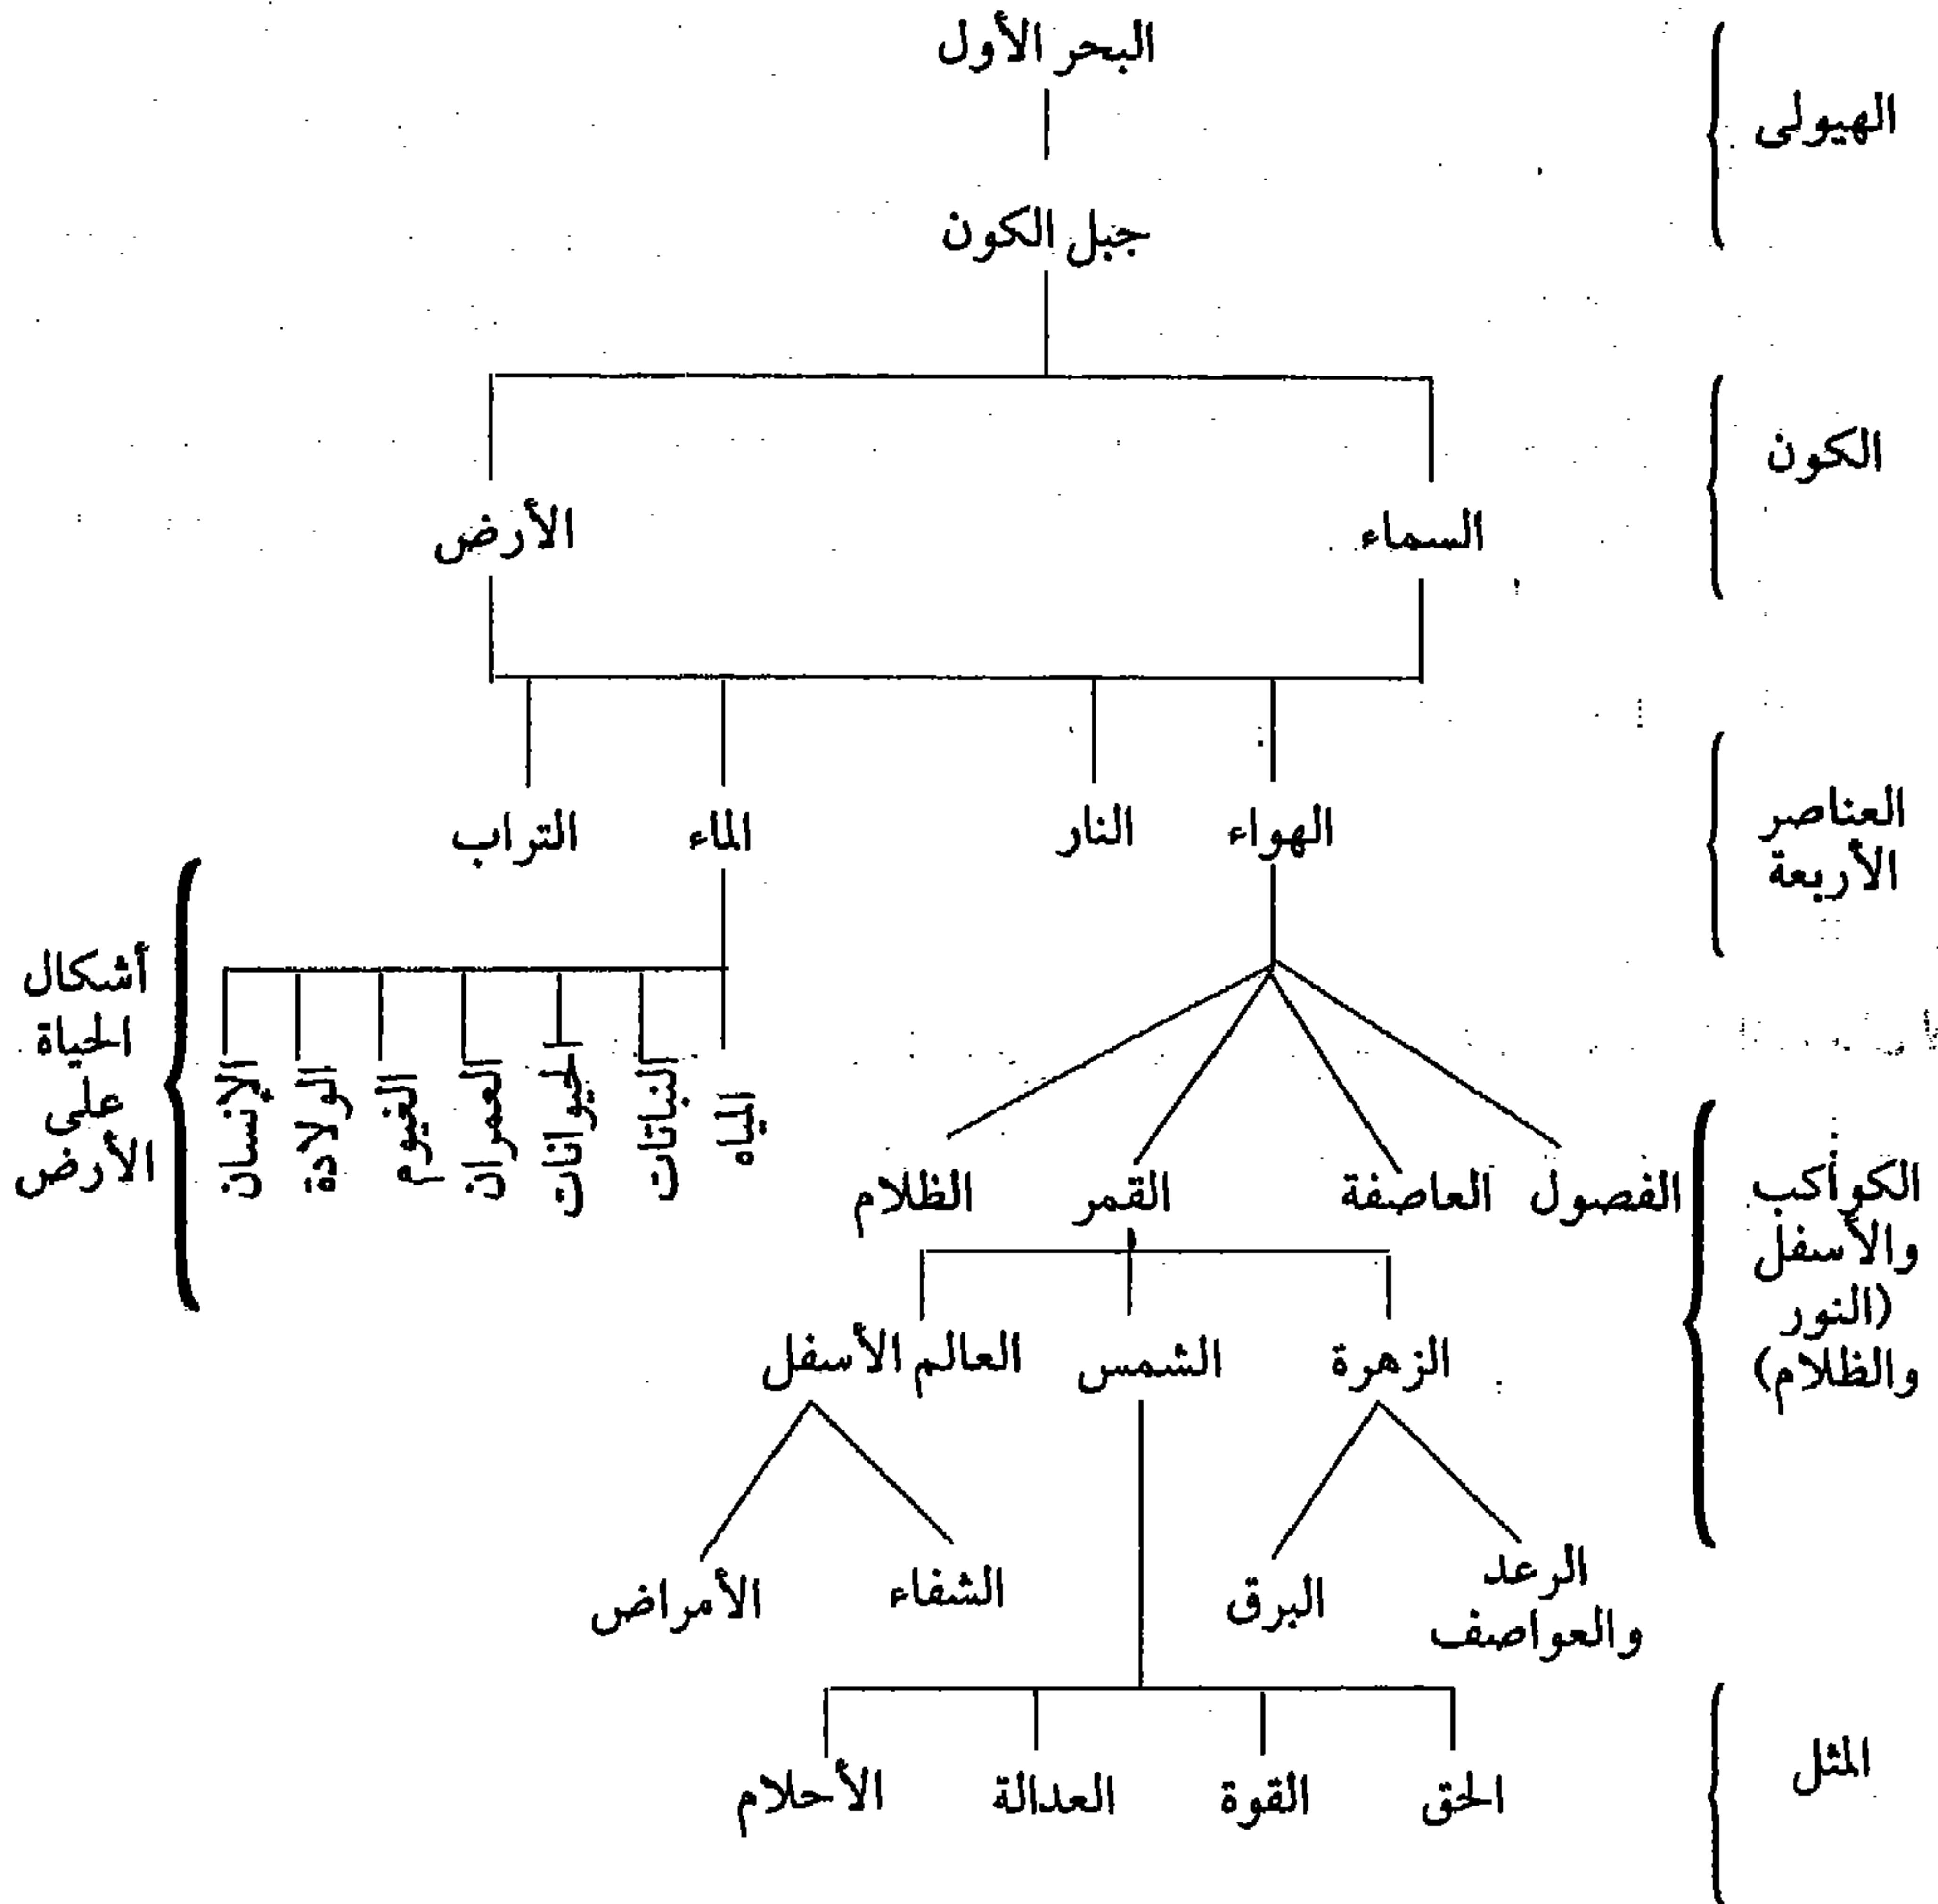 البحر الأول
الهيولى
جبل الكون
الكون
السماء
الأرض
العناصر
الأربعة
الهواء
النار
الماء
التراب
أشكال
الحياة
على
الأرض
المياه
النباتات
الحيوانات
العمران
الولادة
الإنسان
الكواكب
والأسفل
(النور
والظلام)
الفصول
العاصفة
القمر
الظلام
الزهرة
الشمس
العالم الأسفل
الرعد
والعواصف
البرق
الشفاء
الأمراض
المثل
الحق
القوة
العدالة
الأحلام